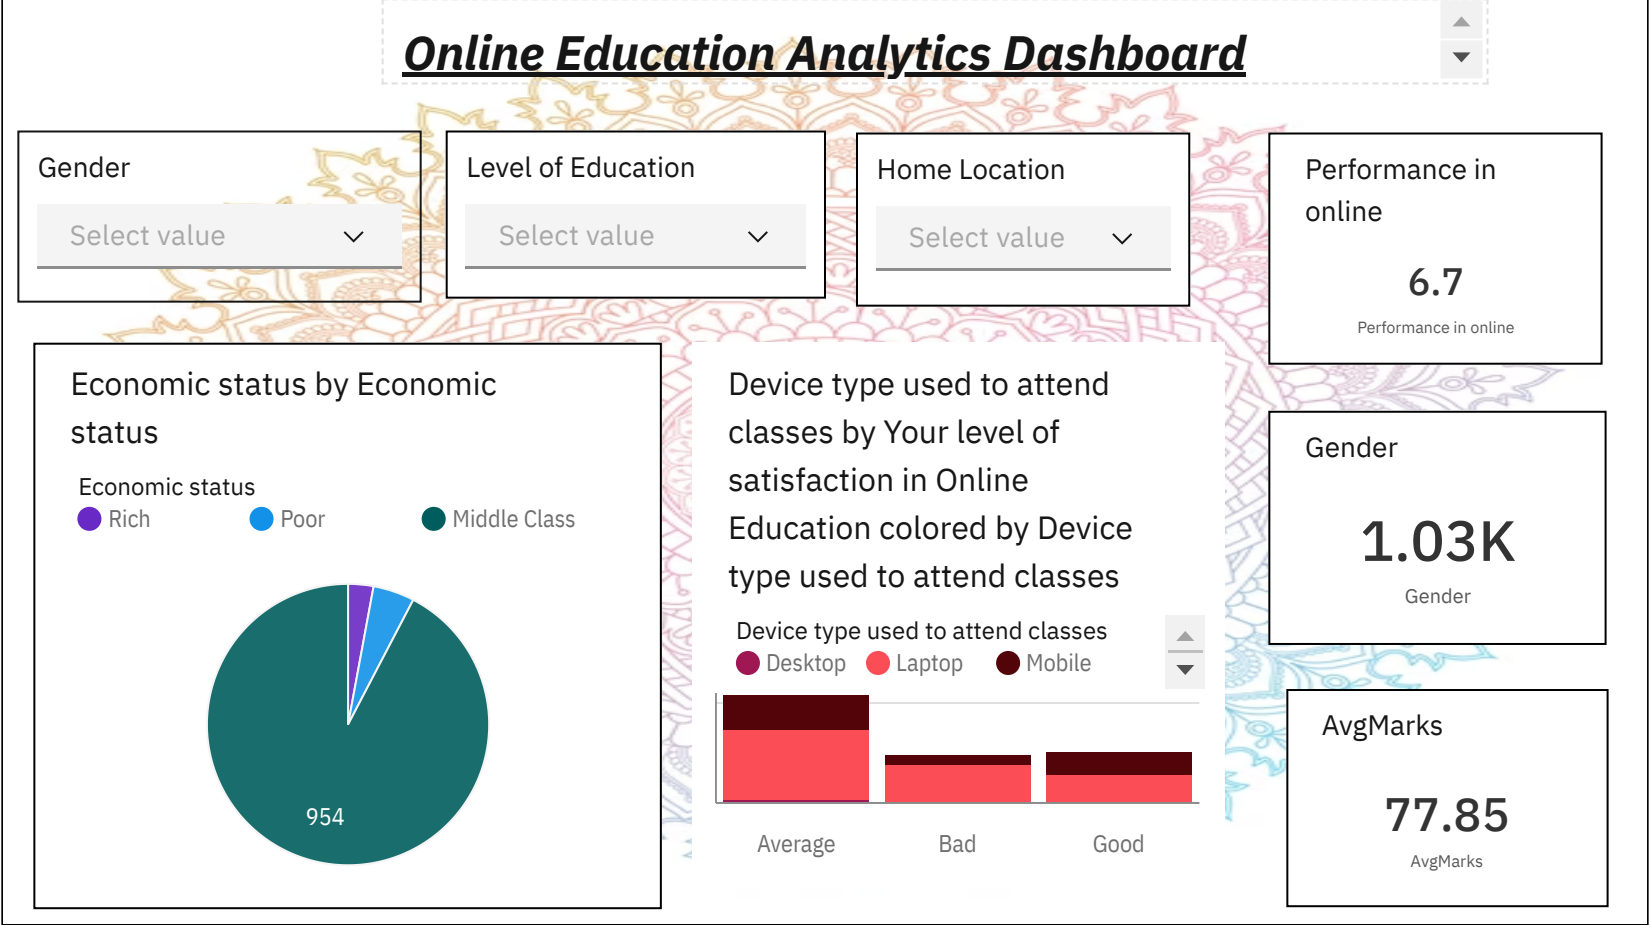 Online Education Analytics Dashboard
Gender
Select value
Level of Education
Select value
Home Location
Select value
Performance in
online
6.7
Performance in online
Economic status by Economic
status
Economic status
Rich
Poor
Middle Class
954
Device type used to attend
classes by Your level of
satisfaction in Online
Education colored by Device
type used to attend classes
Device type used to attend classes
Desktop
Laptop
Mobile
Average
Bad
Good
Gender
1.03K
Gender
AvgMarks
77.85
AvgMarks